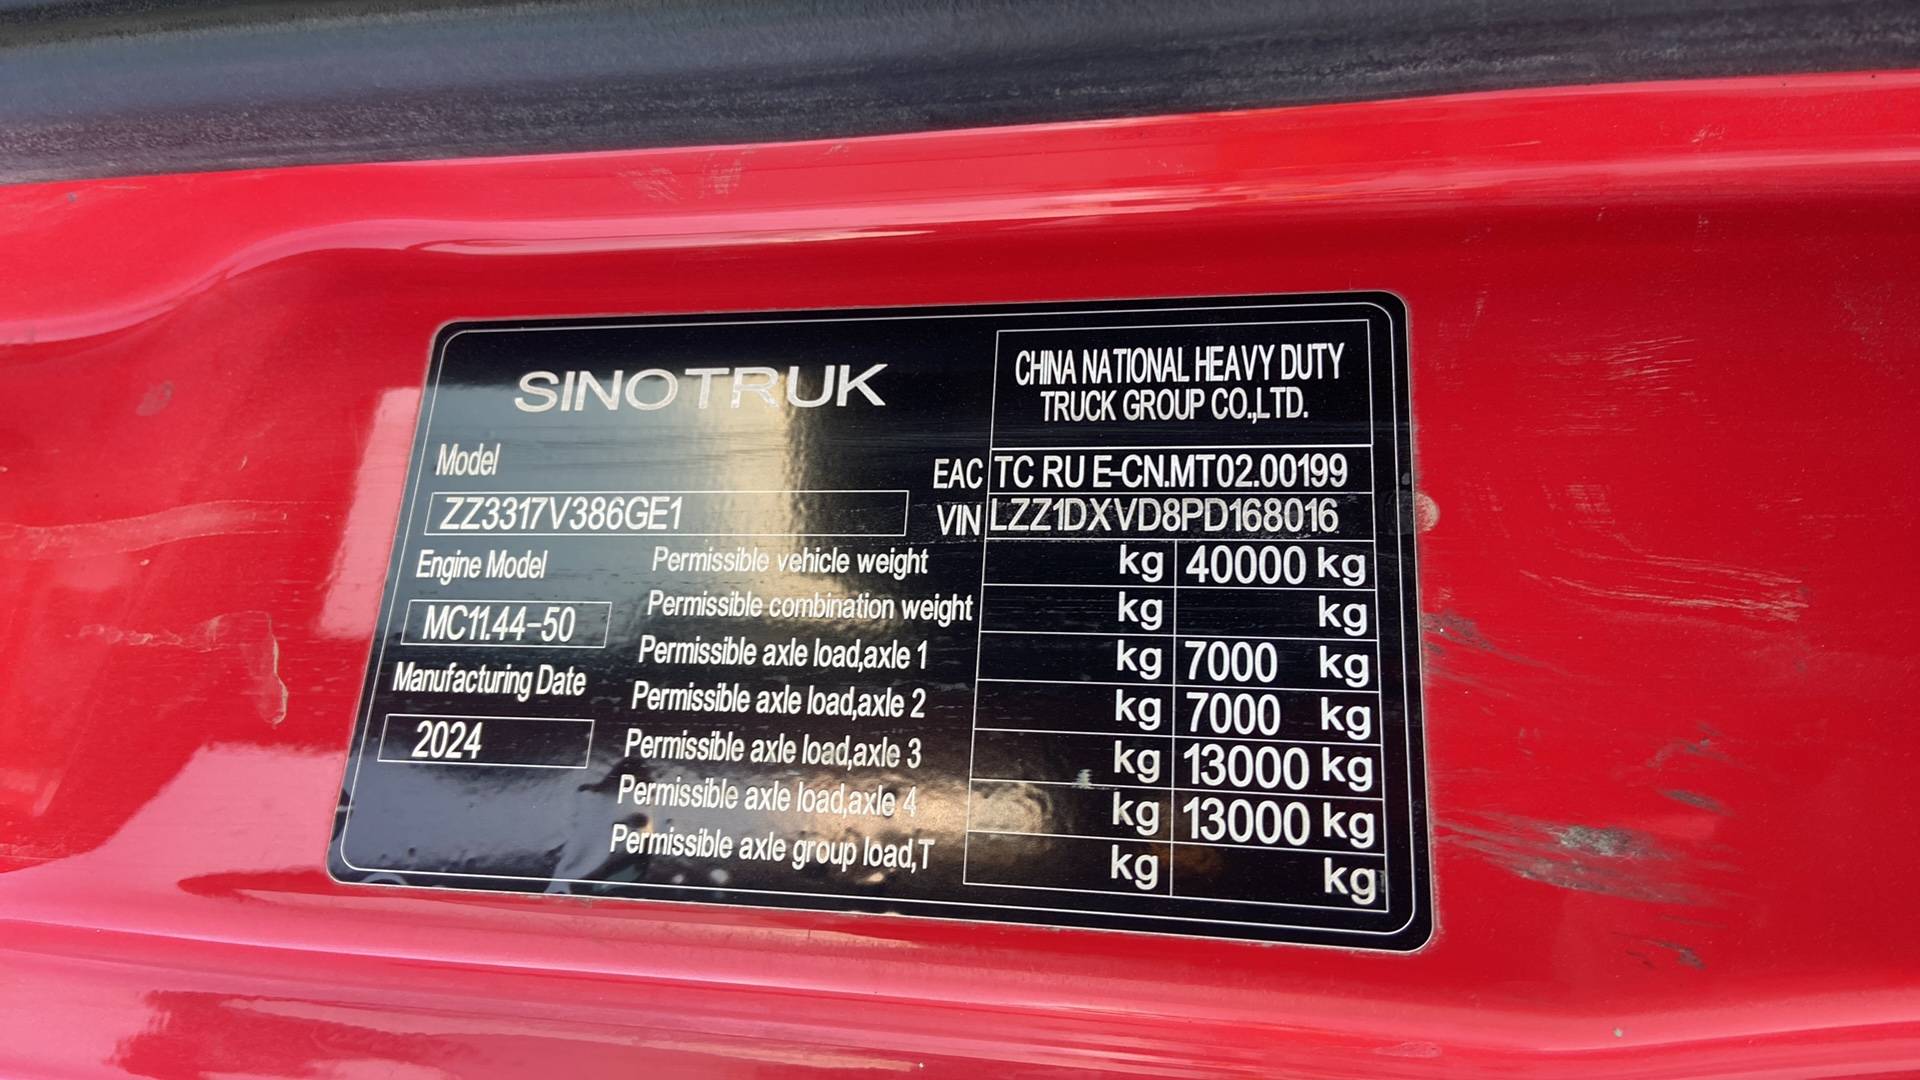 SINOTRUK
CHINA NATIONAL HEAVY DUTY
TRUCK GROUP CO.,LTD.
Model
EAC TC RU E-CN.MT02.00199
ZZ3317V386GE1
VIN LZZ1DXVD8PD168016
Engine Model
MC11.44-50
Manufacturing Date
2024
Permissible vehicle weight kg 40000 kg
Permissible combination weight kg kg
Permissible axle load,axle 1 kg 7000 kg
Permissible axle load,axle 2 kg 7000 kg
Permissible axle load,axle 3 kg 13000 kg
Permissible axle load,axle 4 kg 13000 kg
Permissible axle group load,T kg kg